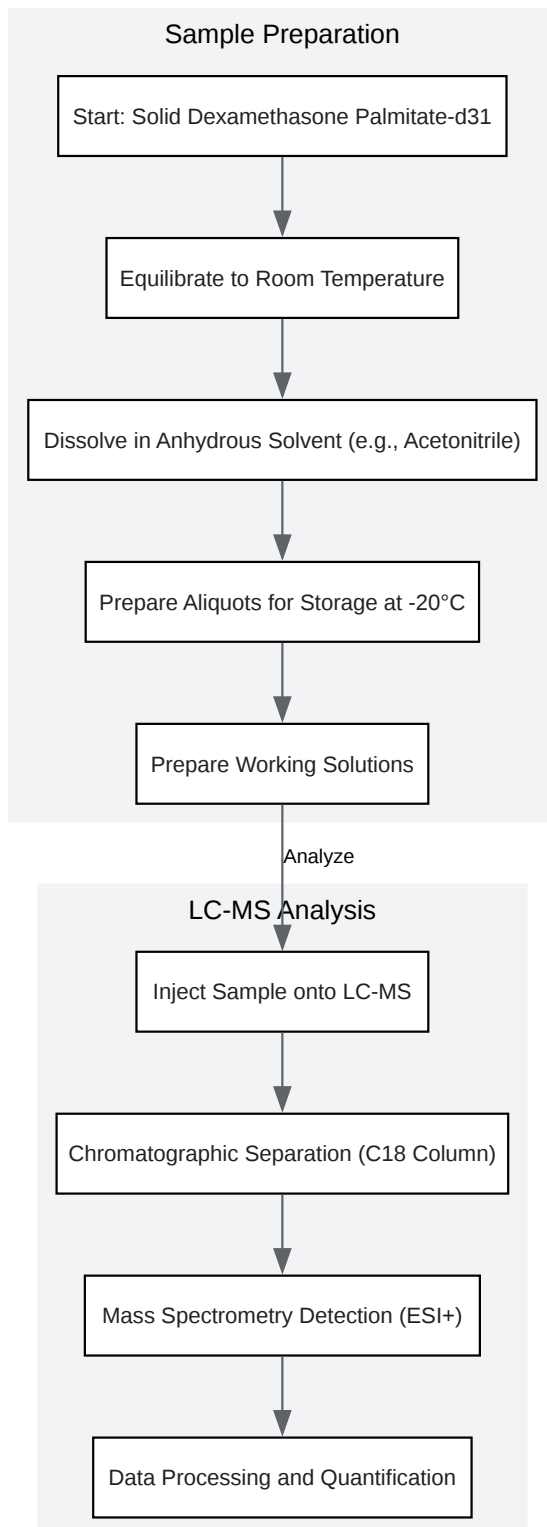 Sample Preparation
Start: Solid Dexamethasone Palmitate-d31
Equilibrate to Room Temperature
Dissolve in Anhydrous Solvent (e.g., Acetonitrile)
Prepare Aliquots for Storage at -20°C
Prepare Working Solutions
Analyze
LC-MS Analysis
Inject Sample onto LC-MS
Chromatographic Separation (C18 Column)
Mass Spectrometry Detection (ESI+)
Data Processing and Quantification